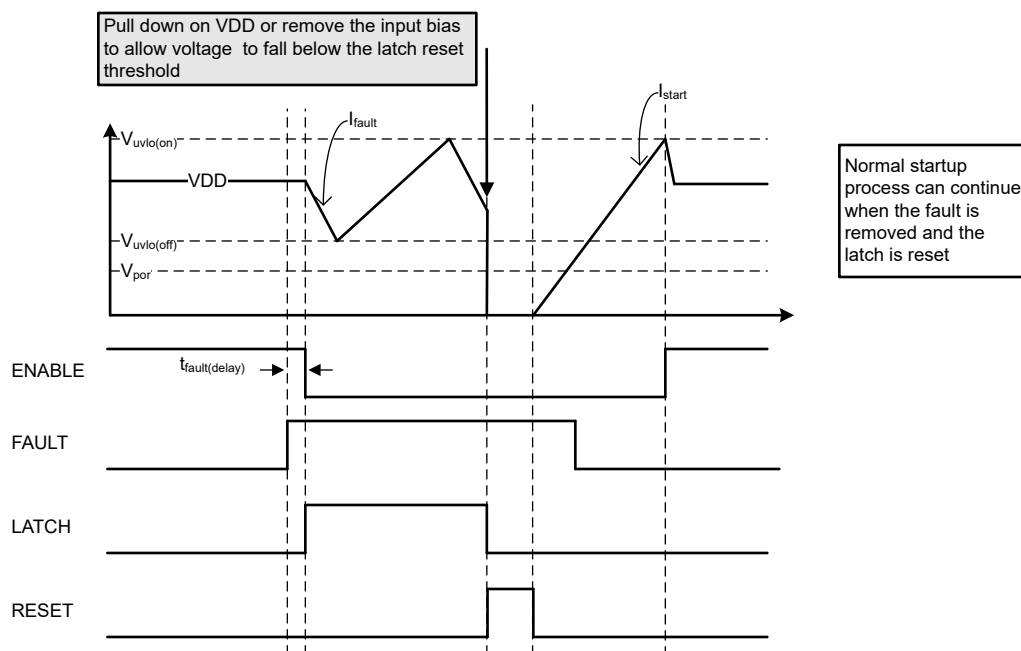 Pull down on VDD or remove the input bias
to allow voltage to fall below the latch reset
threshold
Istart
Ifault
Vuvlo(on)
VDD
Vuvlo(off)
Vpor
Normal startup
process can continue
when the fault is
removed and the
latch is reset
ENABLE
tfault(delay)
FAULT
LATCH
RESET